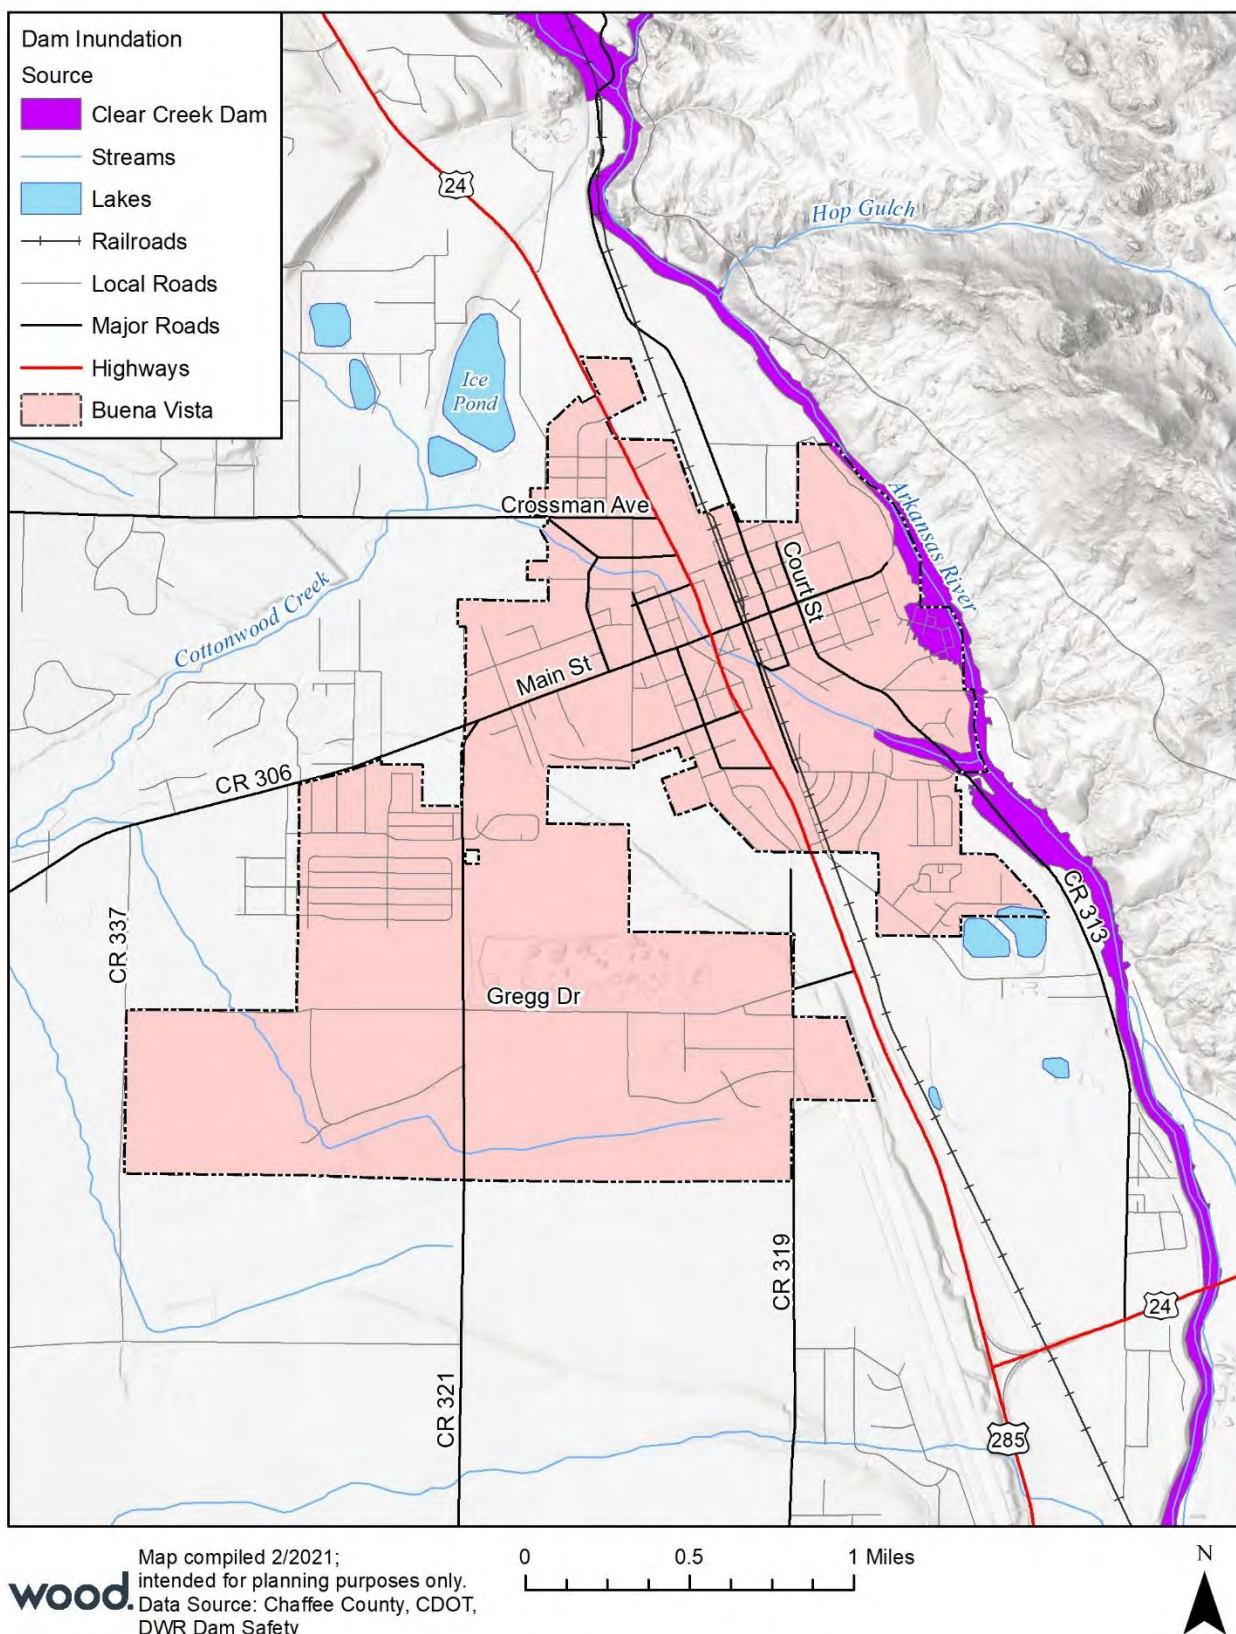 Dam Inundation
Source
Clear Creek Dam
Streams
Lakes
Railroads
Local Roads
Major Roads
Highways
Buena Vista
24
Hop Gulch
Ice
Pond
Crossman Ave
Arkansas River
Court St
Cottonwood Creek
Main St
CR 306
CR 313
CR 337
Gregg Dr
CR 319
24
CR 321
285
wood.
Map compiled 2/2021;
intended for planning purposes only.
Data Source: Chaffee County, CDOT,
DWR Dam Safety
0 0.5 1 Miles
N